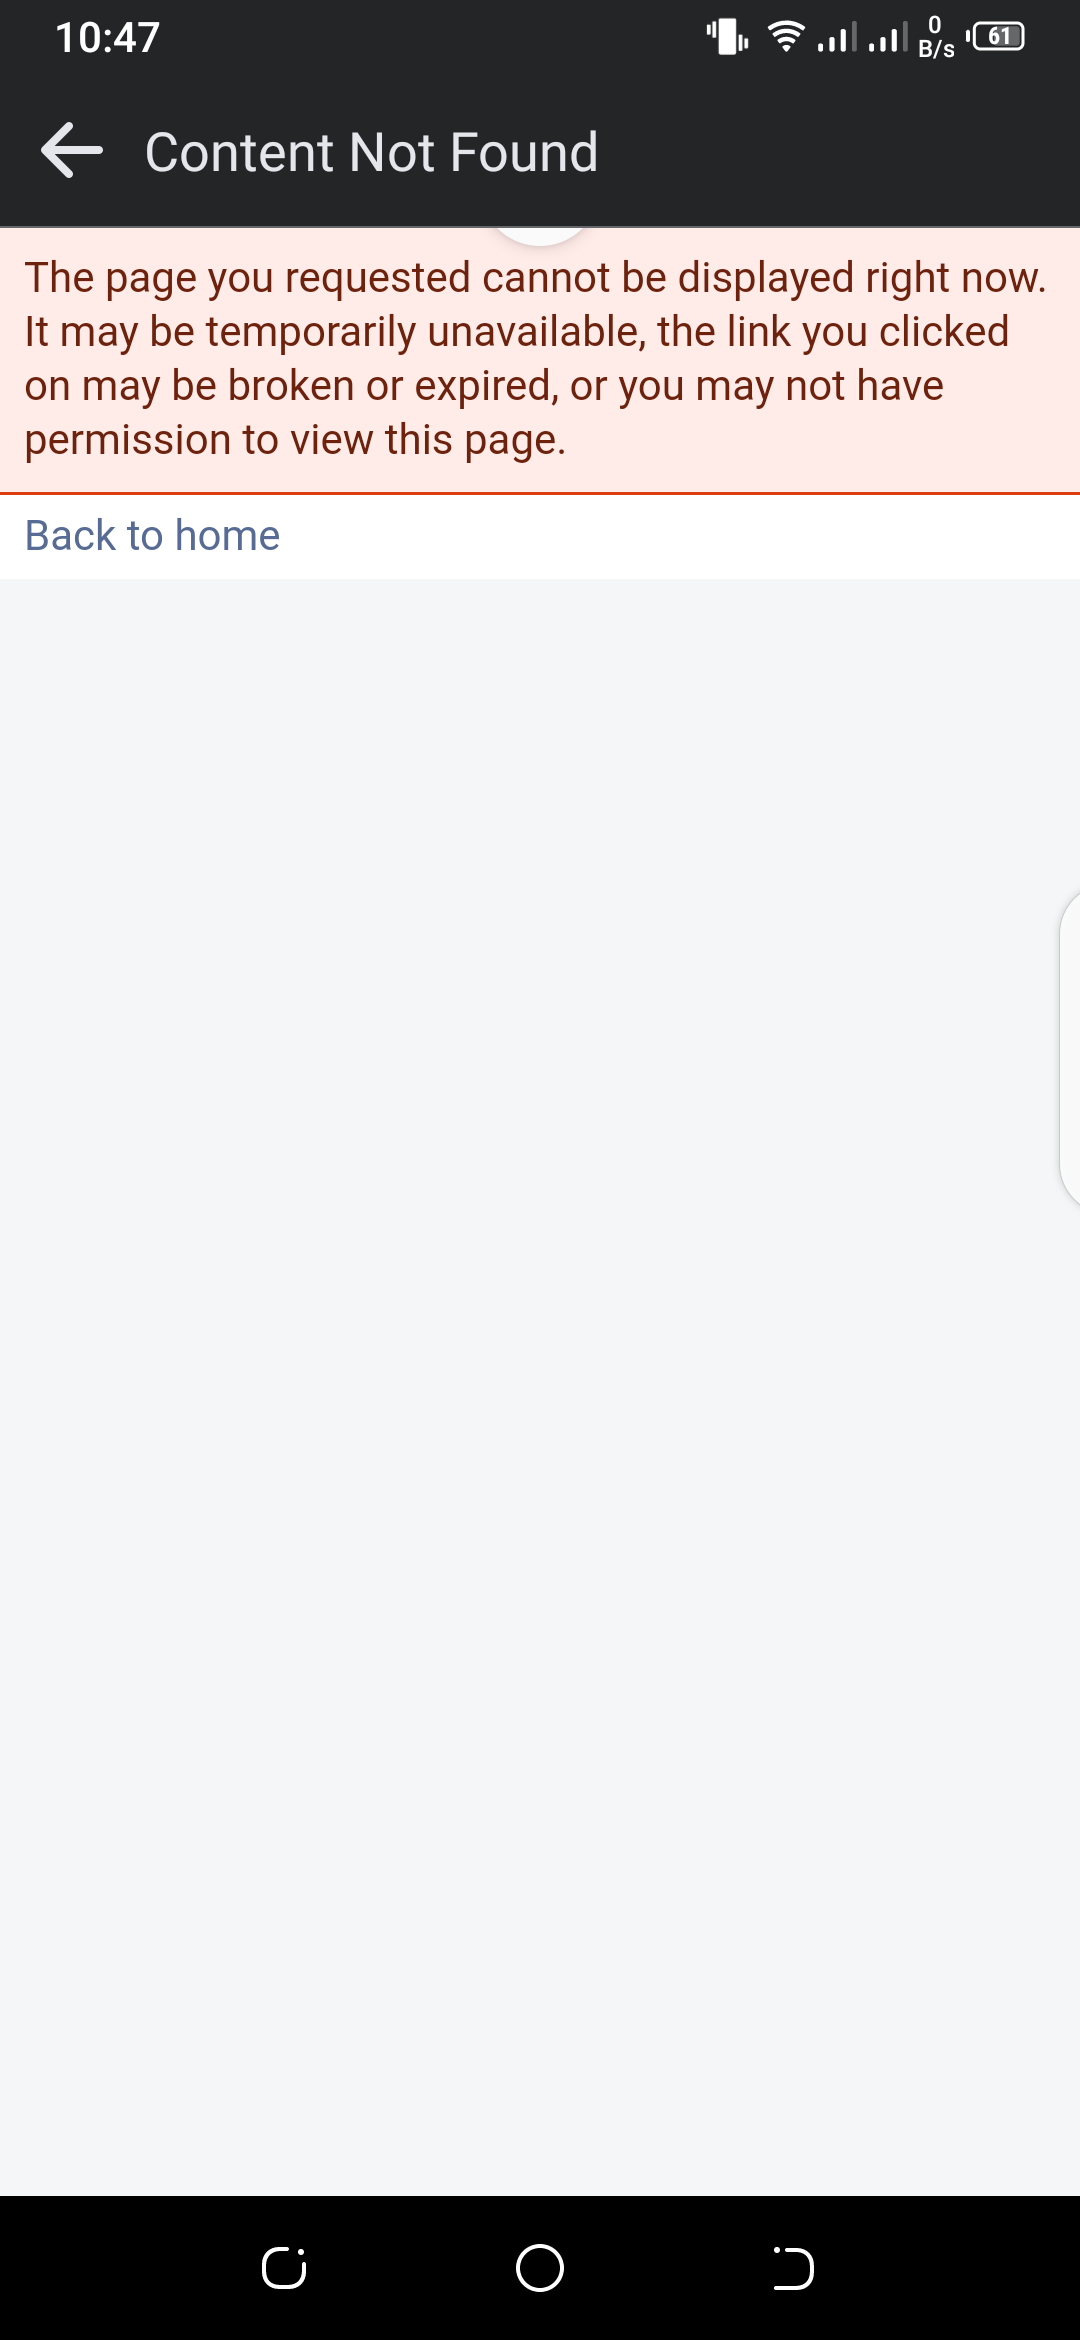 10:47
0
B/s
61
Content Not Found
The page you requested cannot be displayed right now.
It may be temporarily unavailable, the link you clicked
on may be broken or expired, or you may not have
permission to view this page.
Back to home